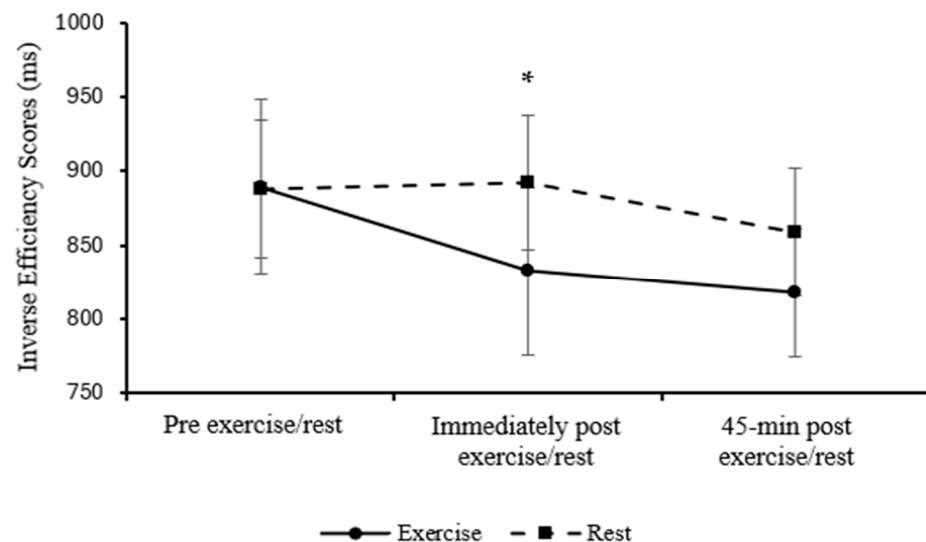 Inverse Efficiency Scores (ms)
1000
950
900
850
800
750
*
Pre exercise/rest
Immediately post
exercise/rest
45-min post
exercise/rest
Exercise
Rest